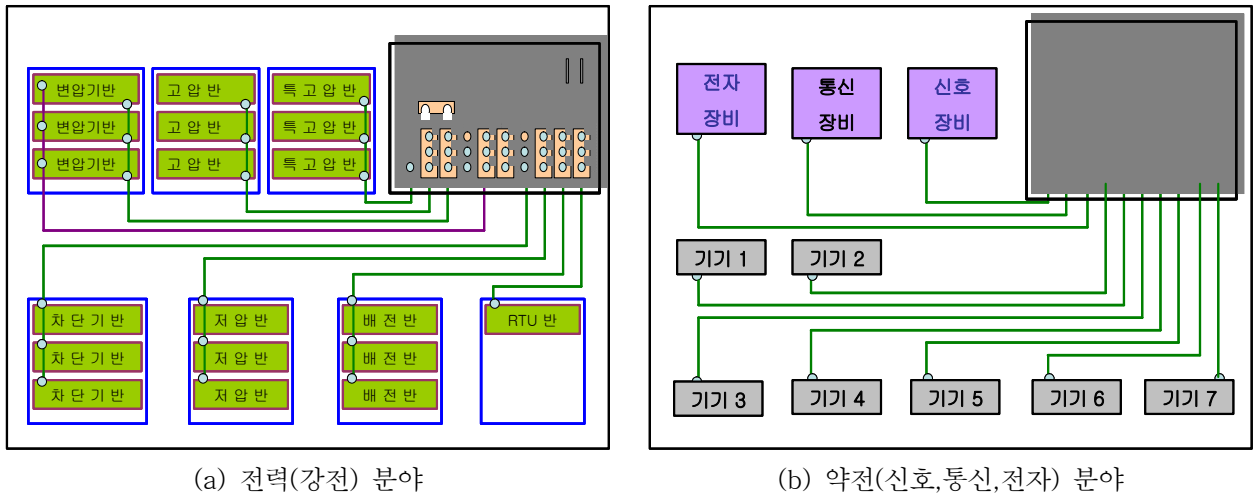 변압기반 고 압 반 특 고 압 반
변압기반 고 압 반 특 고 압 반
변압기반 고 압 반 특 고 압 반
차 단 기 반 저 압 반 배 전 반 RTU 반
차 단 기 반 저 압 반 배 전 반
차 단 기 반 저 압 반 배 전 반
(a) 전력(강전) 분야
전자 통신 신호
장비 장비 장비
기기 1 기기 2
기기 3 기기 4 기기 5 기기 6 기기 7
(b) 약전(신호,통신,전자) 분야